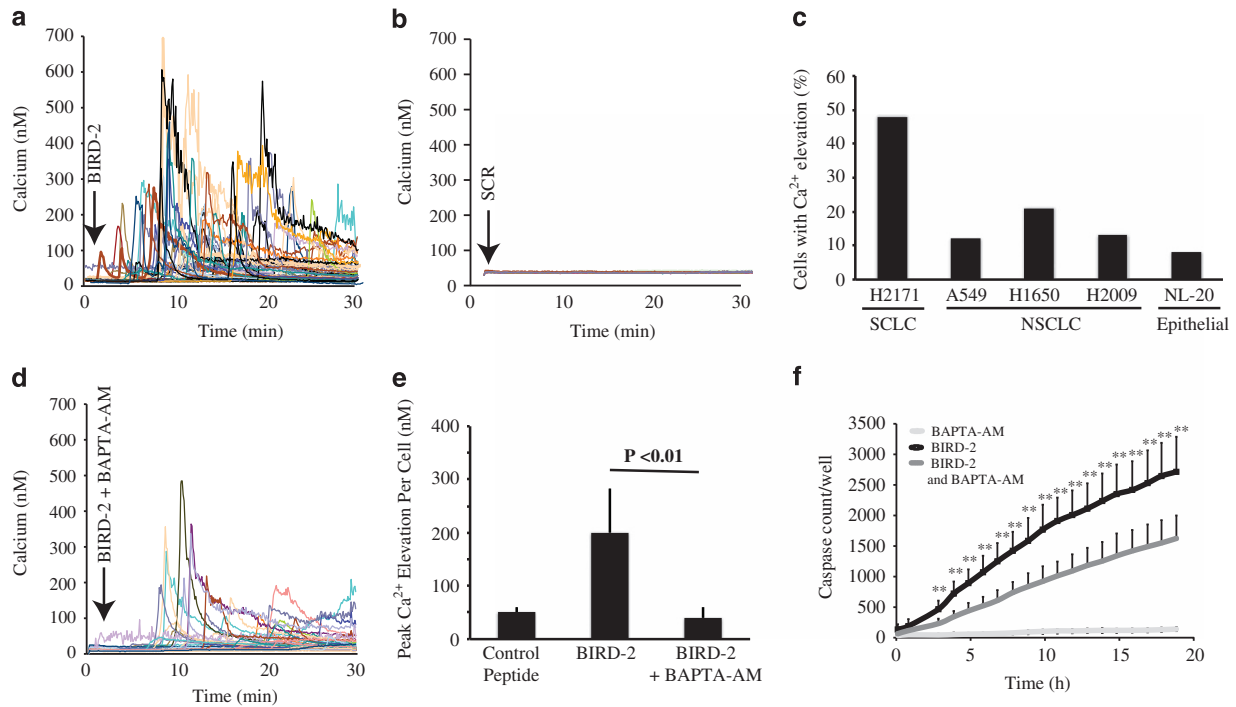 a
700
600
500
400
300
200
100
0
Calcium (nM)
BIRD-2
0
10
20
30
Time (min)
b
700
600
500
400
300
200
100
0
Calcium (nM)
SCR
0
10
20
30
Time (min)
c
60
50
40
30
20
10
0
Cells with Ca²⁺ elevation (%)
H2171 A549 H1650 H2009 NL-20
SCLC NSCLC Epithelial
d
700
600
500
400
300
200
100
0
Calcium (nM)
BIRD-2 + BAPTA-AM
0
10
20
30
Time (min)
e
400
300
200
150
100
50
0
Peak Ca²⁺ Elevation Per Cell (nM)
P <0.01
Control
Peptide
BIRD-2
BIRD-2
+ BAPTA-AM
f
3500
3000
2500
2000
1500
1000
500
0
Caspase count/well
BAPTA-AM
BIRD-2
BIRD-2
and BAPTA-AM
** ** ** ** ** ** ** ** ** ** ** ** ** ** ** ** **
0
5
10
15
20
Time (h)